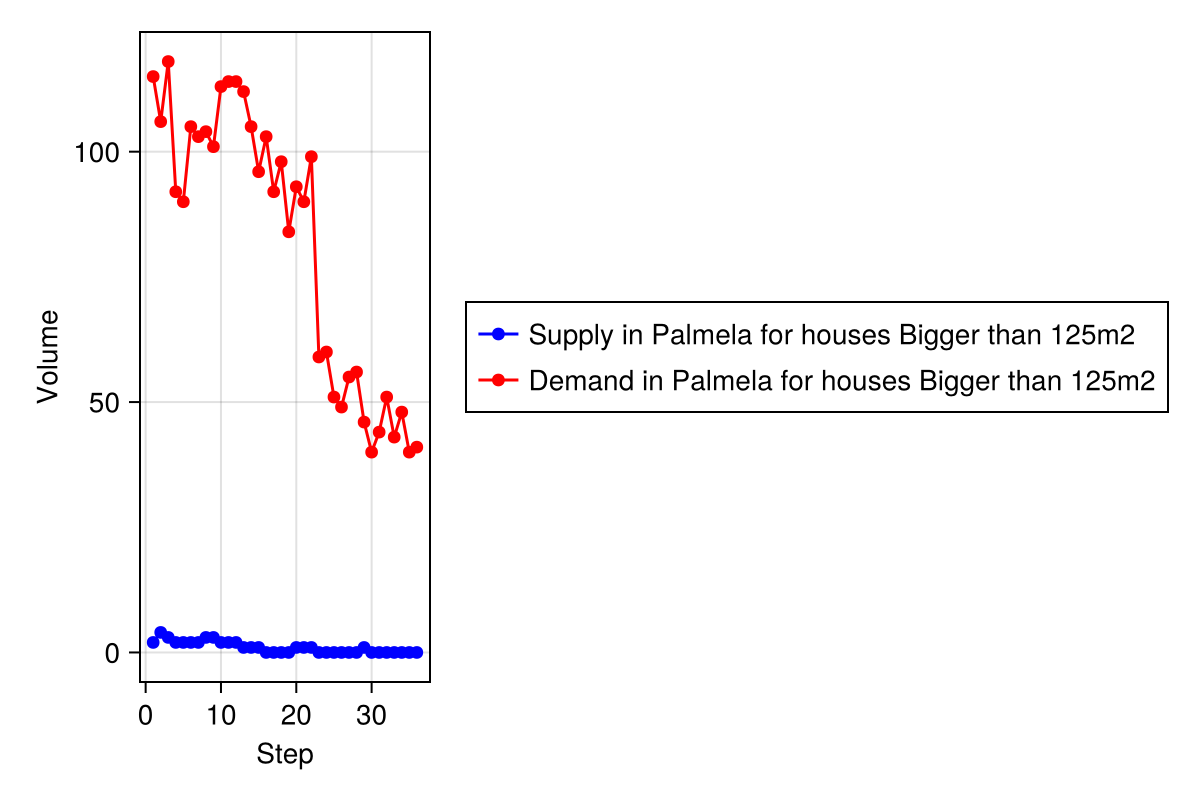 Volume
100
50
0
0 10 20 30
Step
Supply in Palmela for houses Bigger than 125m2
Demand in Palmela for houses Bigger than 125m2